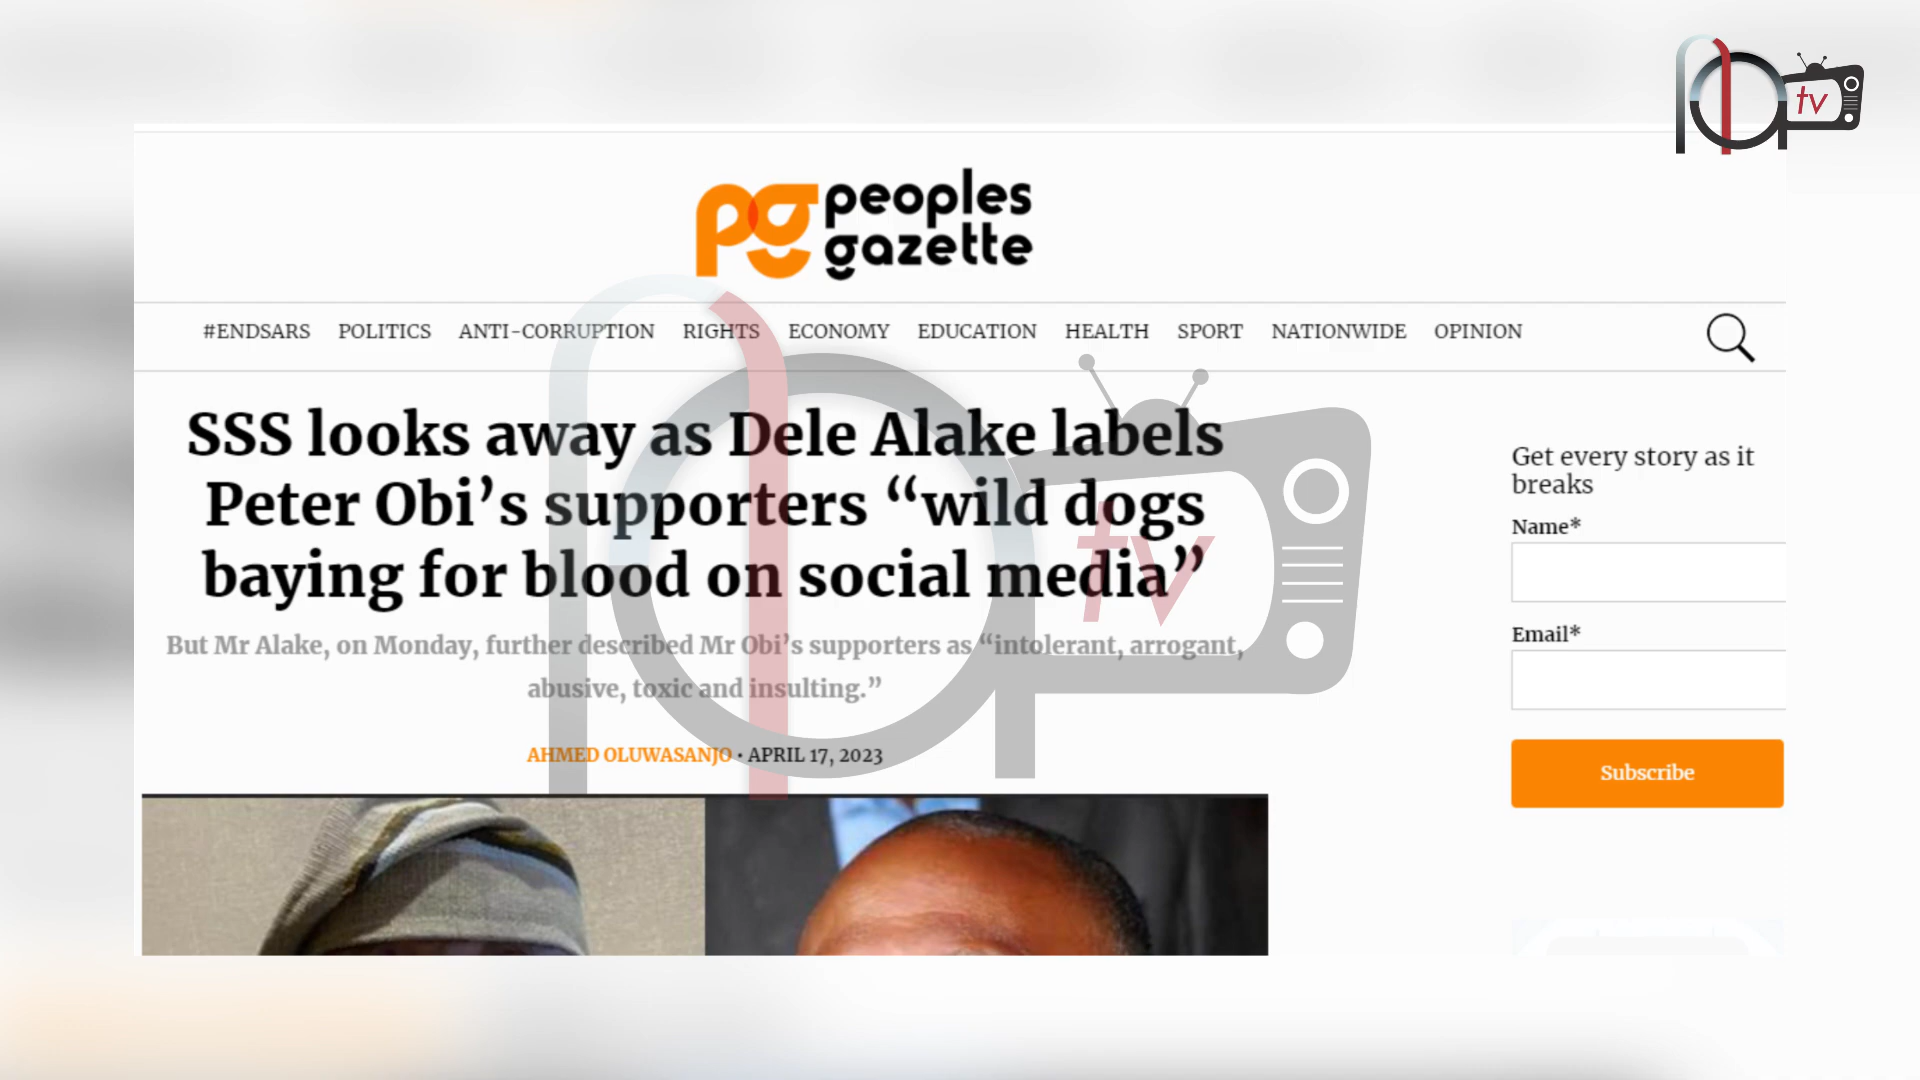 tv
peoples
gazette
#ENDSARS POLITICS ANTI-CORRUPTION RIGHTS ECONOMY EDUCATION HEALTH SPORT NATIONWIDE OPINION
SSS looks away as Dele Alake labels
Peter Obi’s supporters “wild dogs
baying for blood on social media”
But Mr Alake, on Monday, further described Mr Obi’s supporters as “intolerant, arrogant,
abusive, toxic and insulting.”
AHMED OLUWASANJO • APRIL 17, 2023
tv
Get every story as it
breaks
Name*
Email*
Subscribe